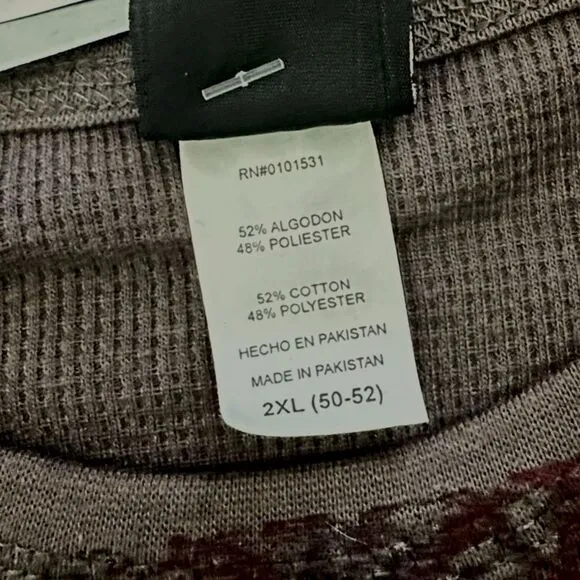 RN#0101531
52% ALGODON
48% POLIESTER
52% COTTON
48% POLYESTER
HECHO EN PAKISTAN
MADE IN PAKISTAN
2XL (50-52)